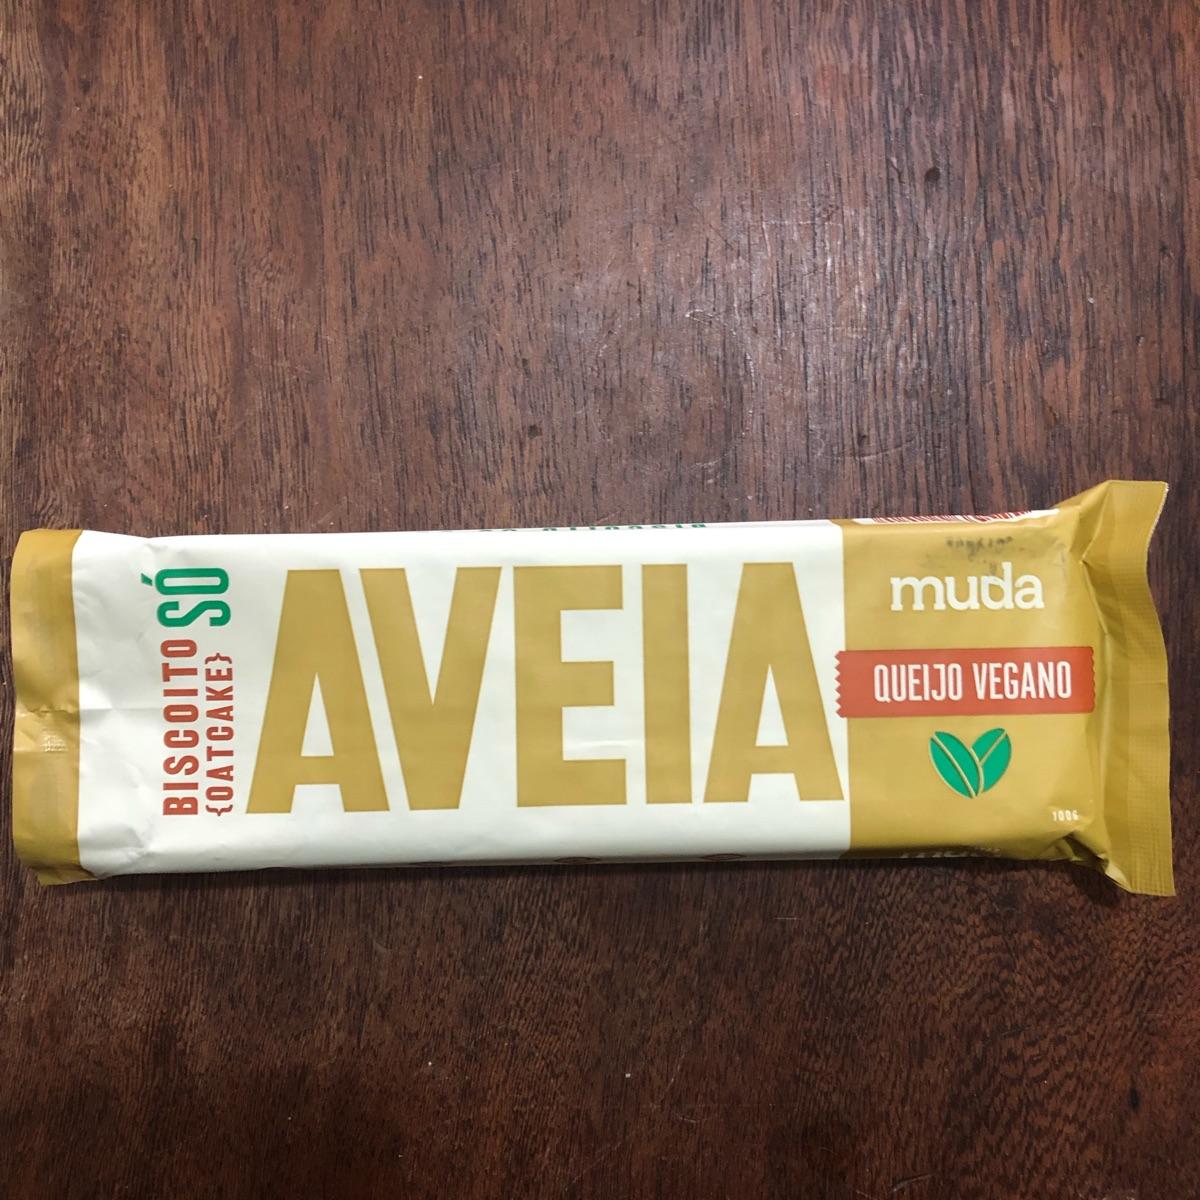 BISCOITO SÓ
{OATCAKE}
AVEIA
muda
QUEIJO VEGANO
100G